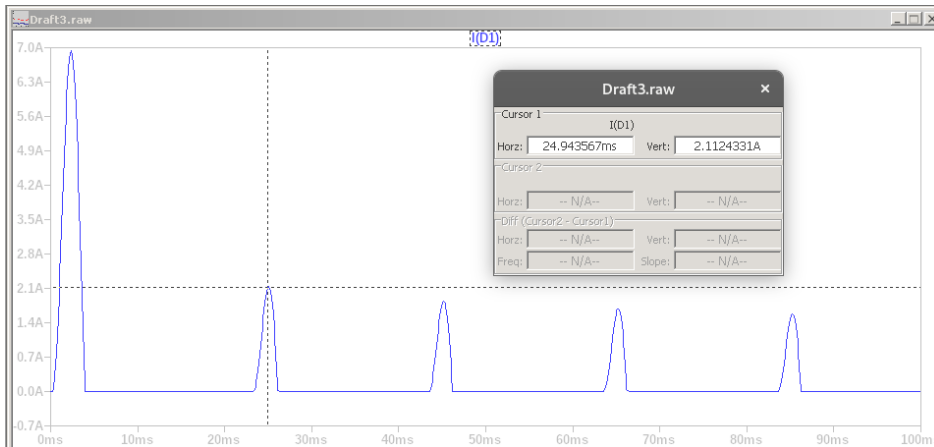 Draft3.raw
I(D1)
7.0A
6.3A
5.6A
4.9A
4.2A
3.5A
2.8A
2.1A
1.4A
0.7A
0.0A
-0.7A
0ms 10ms 20ms 30ms 40ms 50ms 60ms 70ms 80ms 90ms 100ms
Draft3.raw
Cursor 1
I(D1)
Horz: 24.943567ms Vert: 2.1124331A
Cursor 2
Horz: -- N/A-- Vert: -- N/A--
Diff (Cursor2 - Cursor1)
Horz: -- N/A-- Vert: -- N/A--
Freq: -- N/A-- Slope: -- N/A--